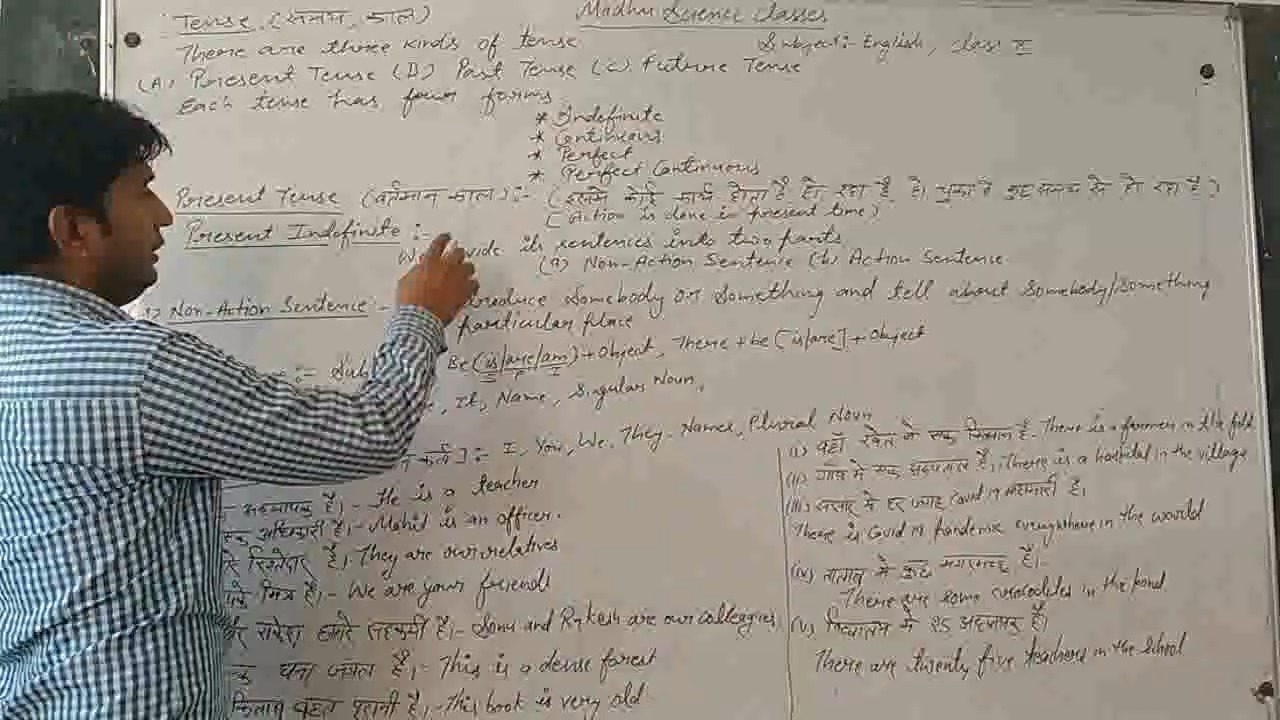 Tense (समय, काल)
Madhu Science Classes
There are three kinds of tense
Subject:- English, class X
(A) Present Tense (B) Past Tense (C) Future Tense
Each tense has four forms
* Indefinite
* Continuous
* Perfect
* Perfect Continuous
Present Tense (वर्तमान काल) :- (इसमें कोई कार्य होता है हो रहा है, हो चुका है कुछ समय से हो रहा है)
(Action is done in present time)
Present Indefinite :-
We divide its sentences into two parts
(a) Non-Action Sentence (b) Action Sentence
Non-Action Sentence :-
Somebody or Something and tell about Somebody/Something
particular place
:- Sub
Be (is/are/am) + Object, There + be [is/are] + Object
It, Name, Singular Noun,
:- I, You, We, They. Names, Plural Noun
है। - He is a teacher
अधिकारी है। - Mohit is an officer.
रिश्तेदार है। They are our relatives
मित्र है। - We are your friends
हमारे सहकर्मी है। - Sonu and Rakesh are our colleagues
घना जंगल है। - This is a dense forest
किताब बहुत पुरानी है। - This book is very old
(i) वहाँ खेत में एक किसान है - There is a farmer in the field
(ii) गाँव में एक अस्पताल है। There is a hospital in the village
(iii) संसार में हर जगह Covid 19 महामारी है।
There is Covid 19 pandemic everywhere in the world
(iv) तालाब में कुछ मगरमच्छ है।
There are some crocodiles in the pond
(v) विद्यालय में 25 अध्यापक है
There are twenty five teachers in the School